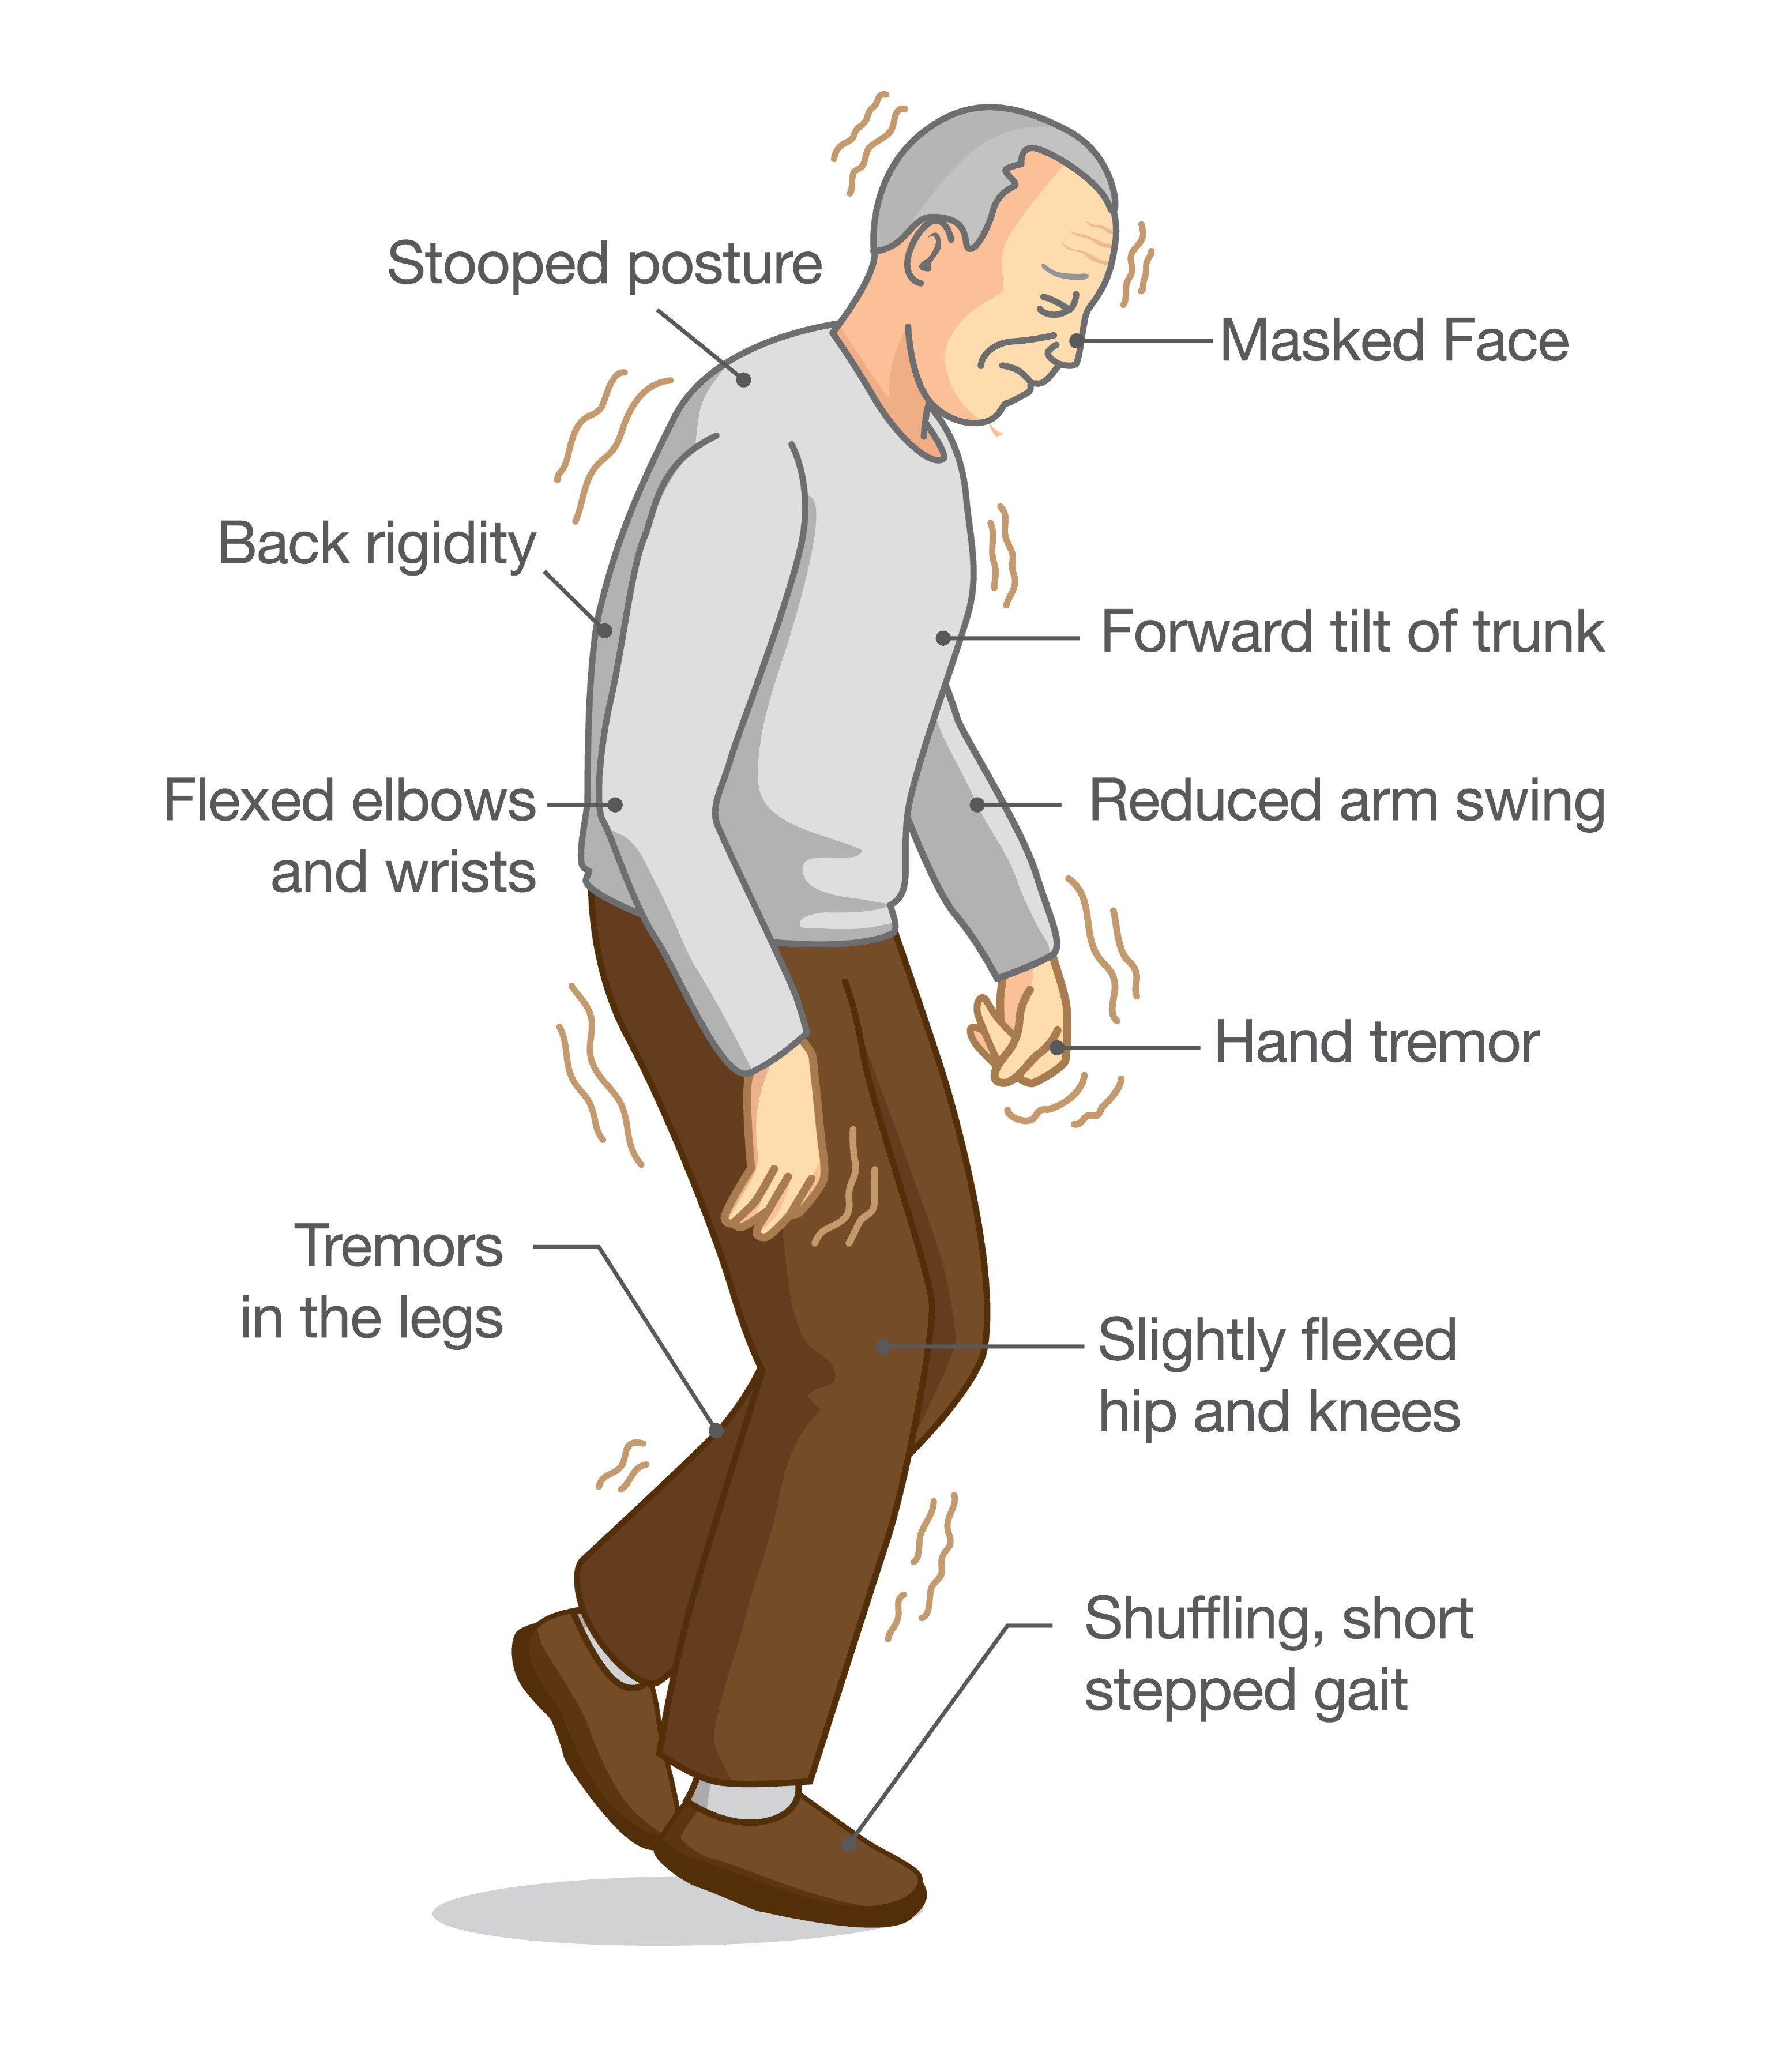 Stooped posture
Masked Face
Back rigidity
Forward tilt of trunk
Flexed elbows
and wrists
Reduced arm swing
Hand tremor
Tremors
in the legs
Slightly flexed
hip and knees
Shuffling, short
stepped gait